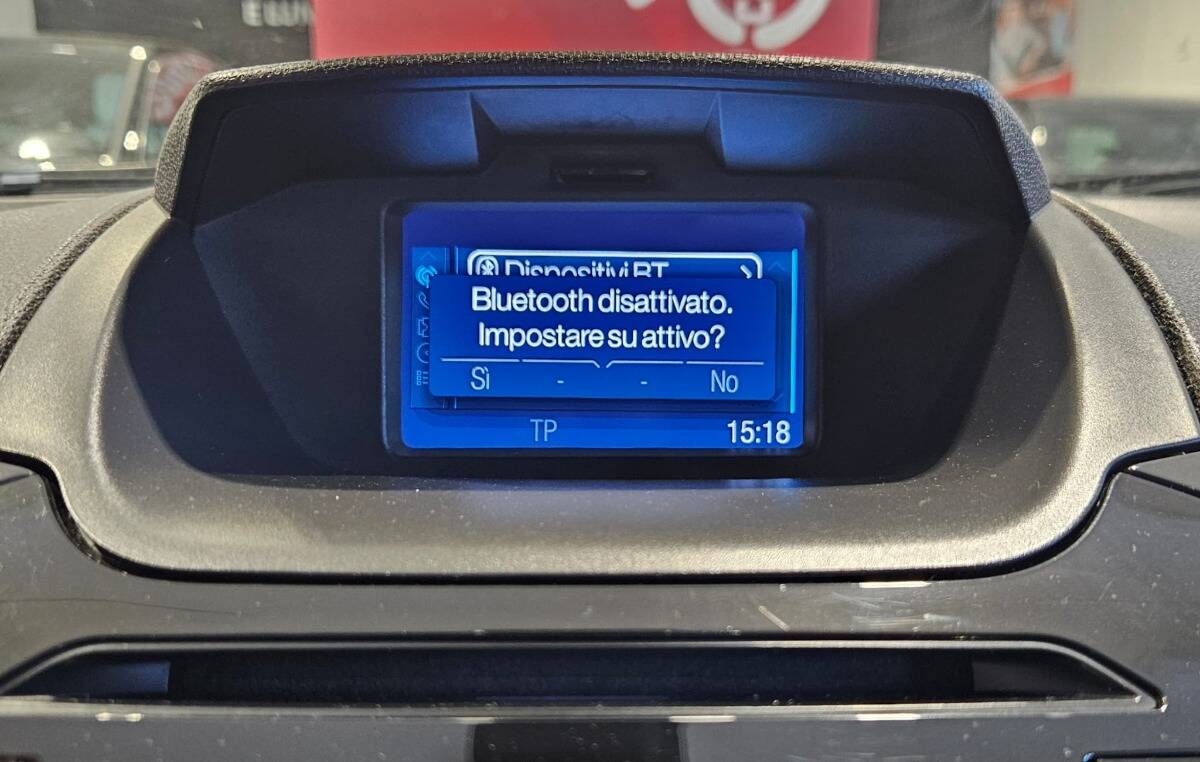 Dispositivi BT
Bluetooth disattivato.
Impostare su attivo?
Sì - - No
TP 15:18